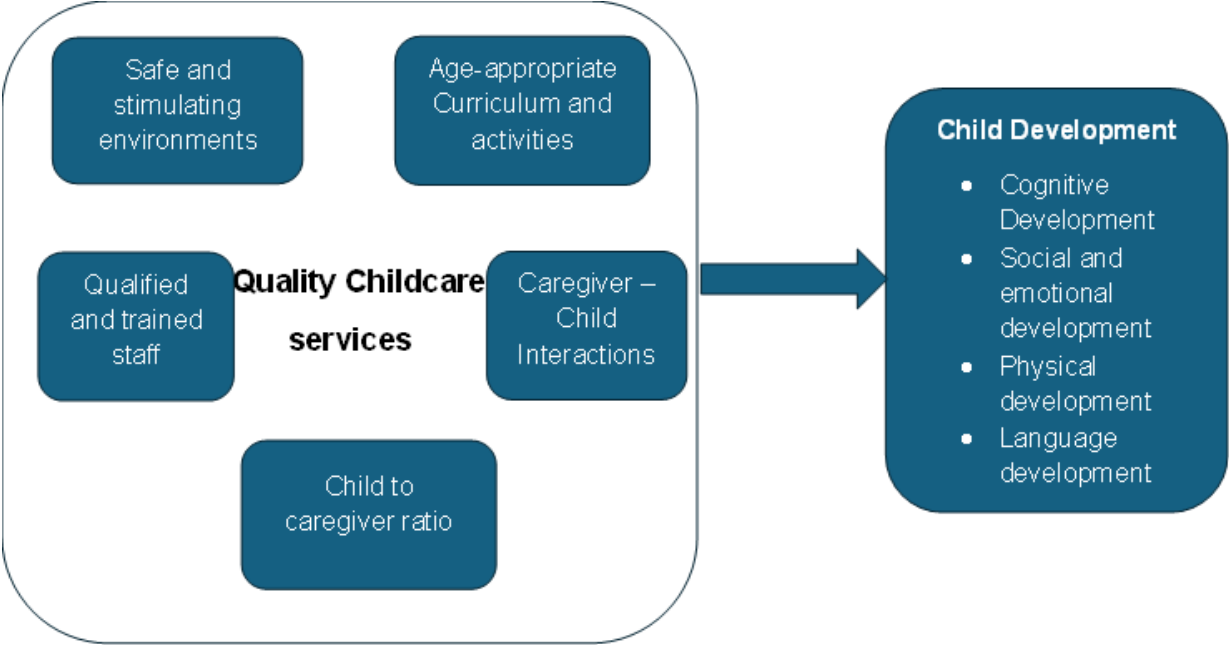 Safe and
stimulating
environments
Age-appropriate
Curriculum and
activities
Qualified
and trained
staff
Quality Childcare
services
Caregiver –
Child
Interactions
Child to
caregiver ratio
Child Development
• Cognitive
Development
• Social and
emotional
development
• Physical
development
• Language
development